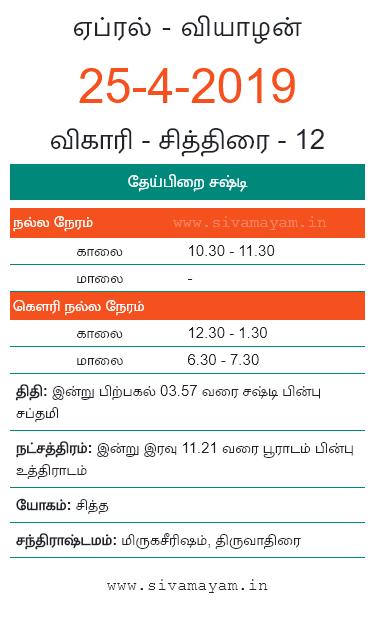 ஏப்ரல் - வியாழன்
25-4-2019
விகாரி - சித்திரை - 12
தேய்பிறை சஷ்டி
நல்ல நேரம் www.sivamayam.in
காலை 10.30 - 11.30
மாலை -
கௌரி நல்ல நேரம்
காலை 12.30 - 1.30
மாலை 6.30 - 7.30
திதி: இன்று பிற்பகல் 03.57 வரை சஷ்டி பின்பு
சப்தமி
நட்சத்திரம்: இன்று இரவு 11.21 வரை பூராடம் பின்பு
உத்திராடம்
யோகம்: சித்த
சந்திராஷ்டமம்: மிருகசீரிஷம், திருவாதிரை
www.sivamayam.in